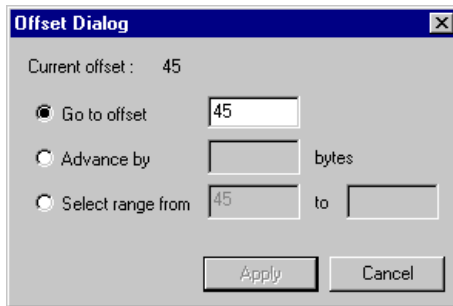 Offset Dialog
Current offset : 45
Go to offset 45
Advance by bytes
Select range from 45 to
Apply Cancel